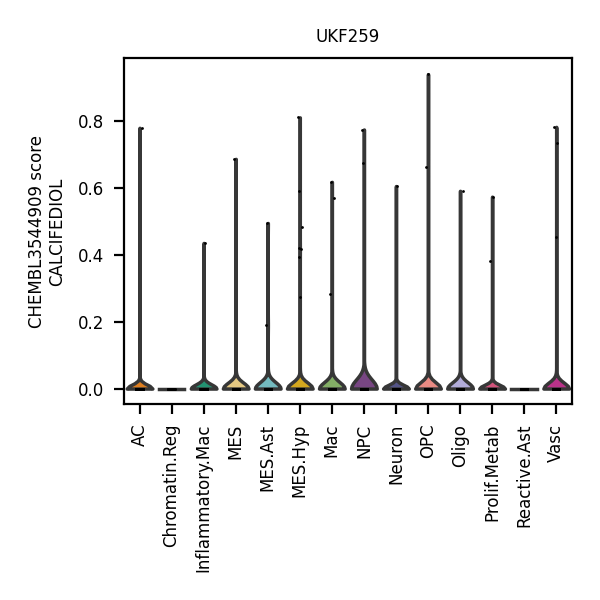 UKF259
CHEMBL3544909 score
CALCIFEDIOL
0.8
0.6
0.4
0.2
0.0
AC
Chromatin.Reg
Inflammatory.Mac
MES
MES.Ast
MES.Hyp
Mac
NPC
Neuron
OPC
Oligo
Prolif.Metab
Reactive.Ast
Vasc